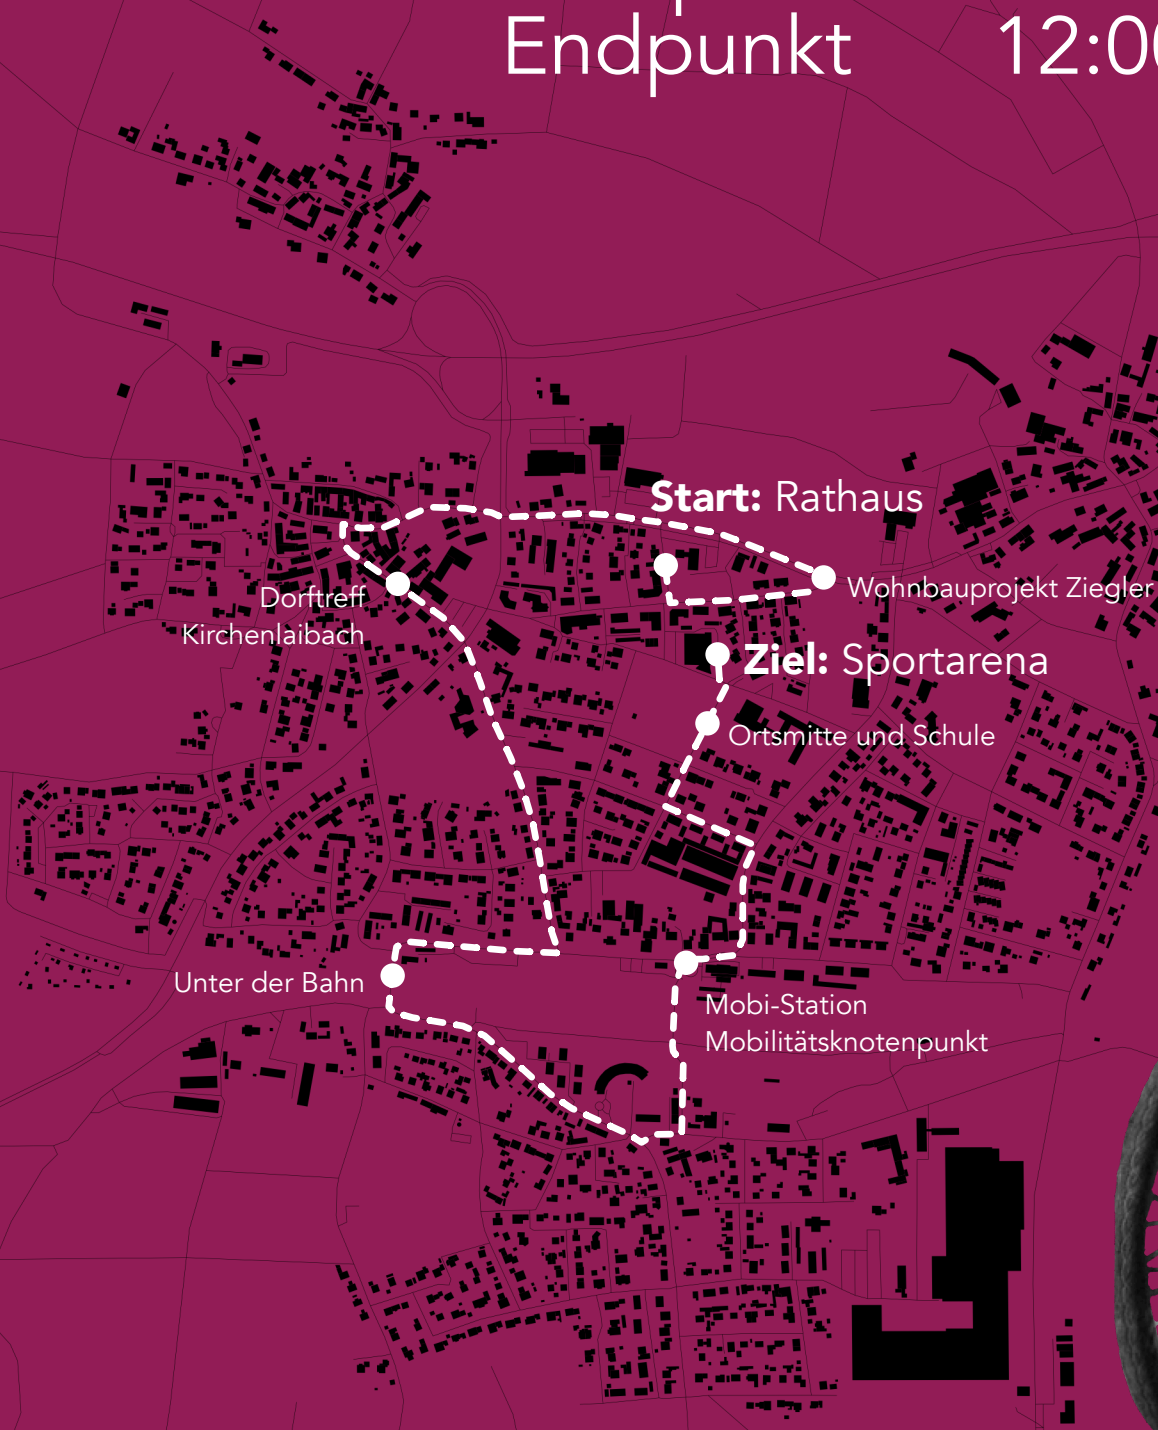 Endpunkt 12:00
Start: Rathaus
Wohnbauprojekt Ziegler
Dorftreff
Kirchenlaibach
Ziel: Sportarena
Ortsmitte und Schule
Unter der Bahn
Mobi-Station
Mobilitätsknotenpunkt